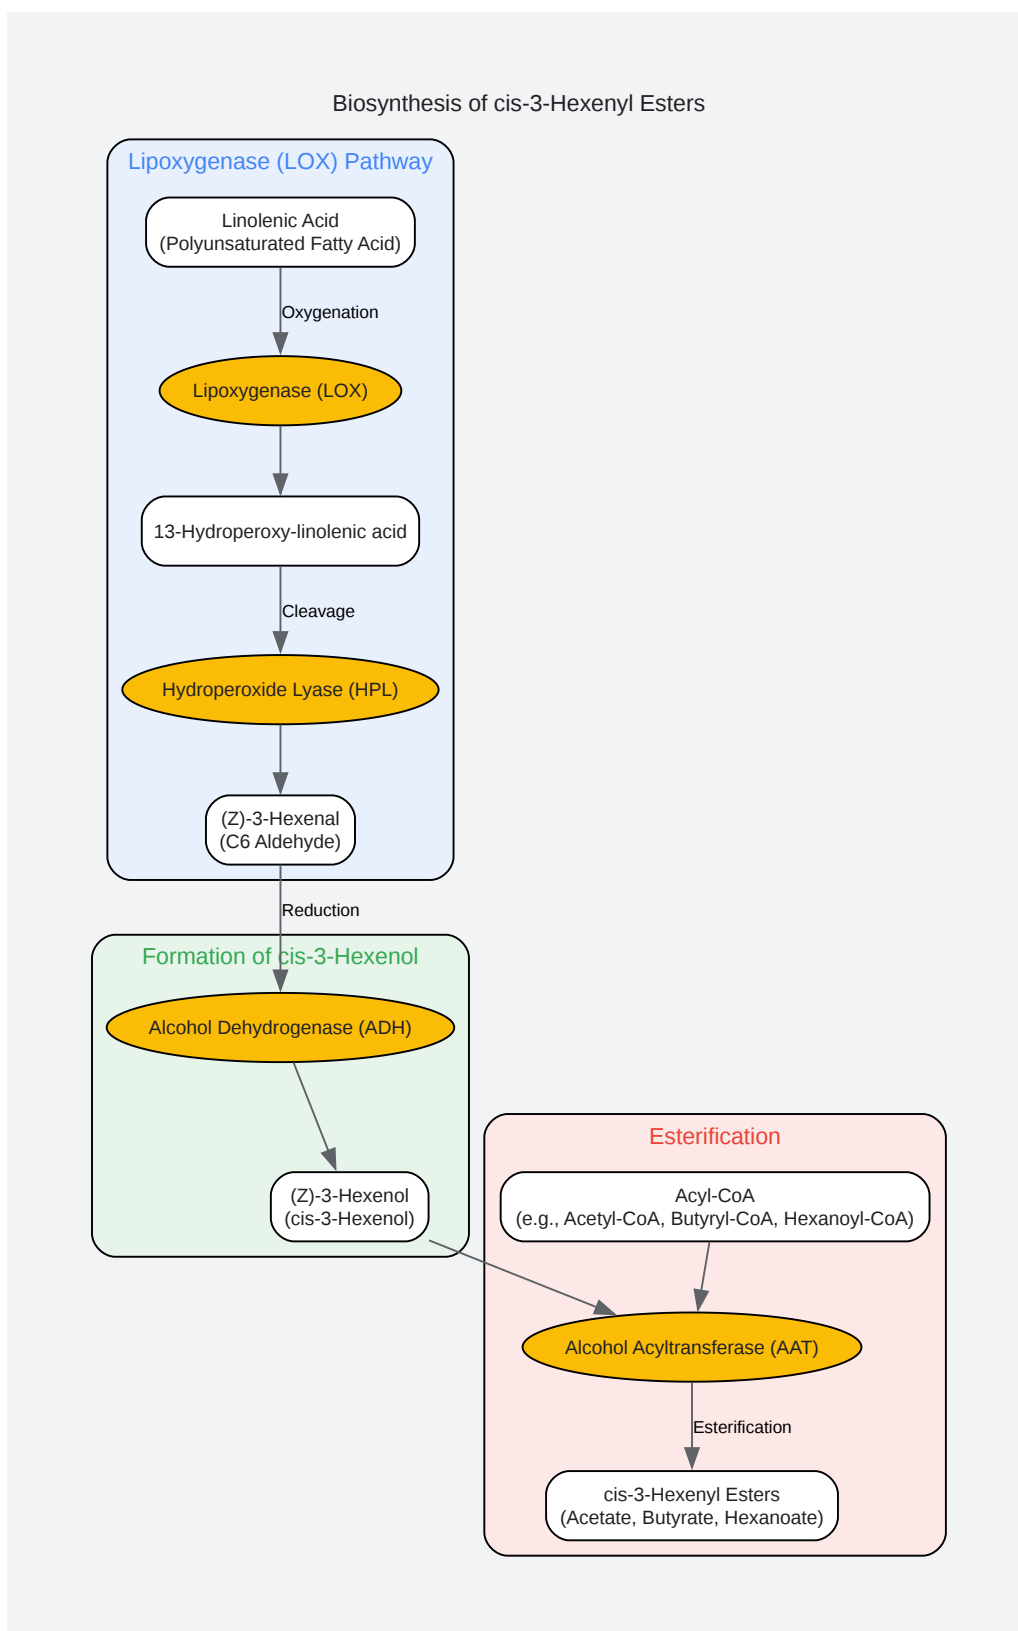 Biosynthesis of cis-3-Hexenyl Esters
Lipoxygenase (LOX) Pathway
Linolenic Acid
(Polyunsaturated Fatty Acid)
Oxygenation
Lipoxygenase (LOX)
13-Hydroperoxy-linolenic acid
Cleavage
Hydroperoxide Lyase (HPL)
(Z)-3-Hexenal
(C6 Aldehyde)
Reduction
Formation of cis-3-Hexenol
Alcohol Dehydrogenase (ADH)
(Z)-3-Hexenol
(cis-3-Hexenol)
Esterification
Acyl-CoA
(e.g., Acetyl-CoA, Butyryl-CoA, Hexanoyl-CoA)
Alcohol Acyltransferase (AAT)
Esterification
cis-3-Hexenyl Esters
(Acetate, Butyrate, Hexanoate)